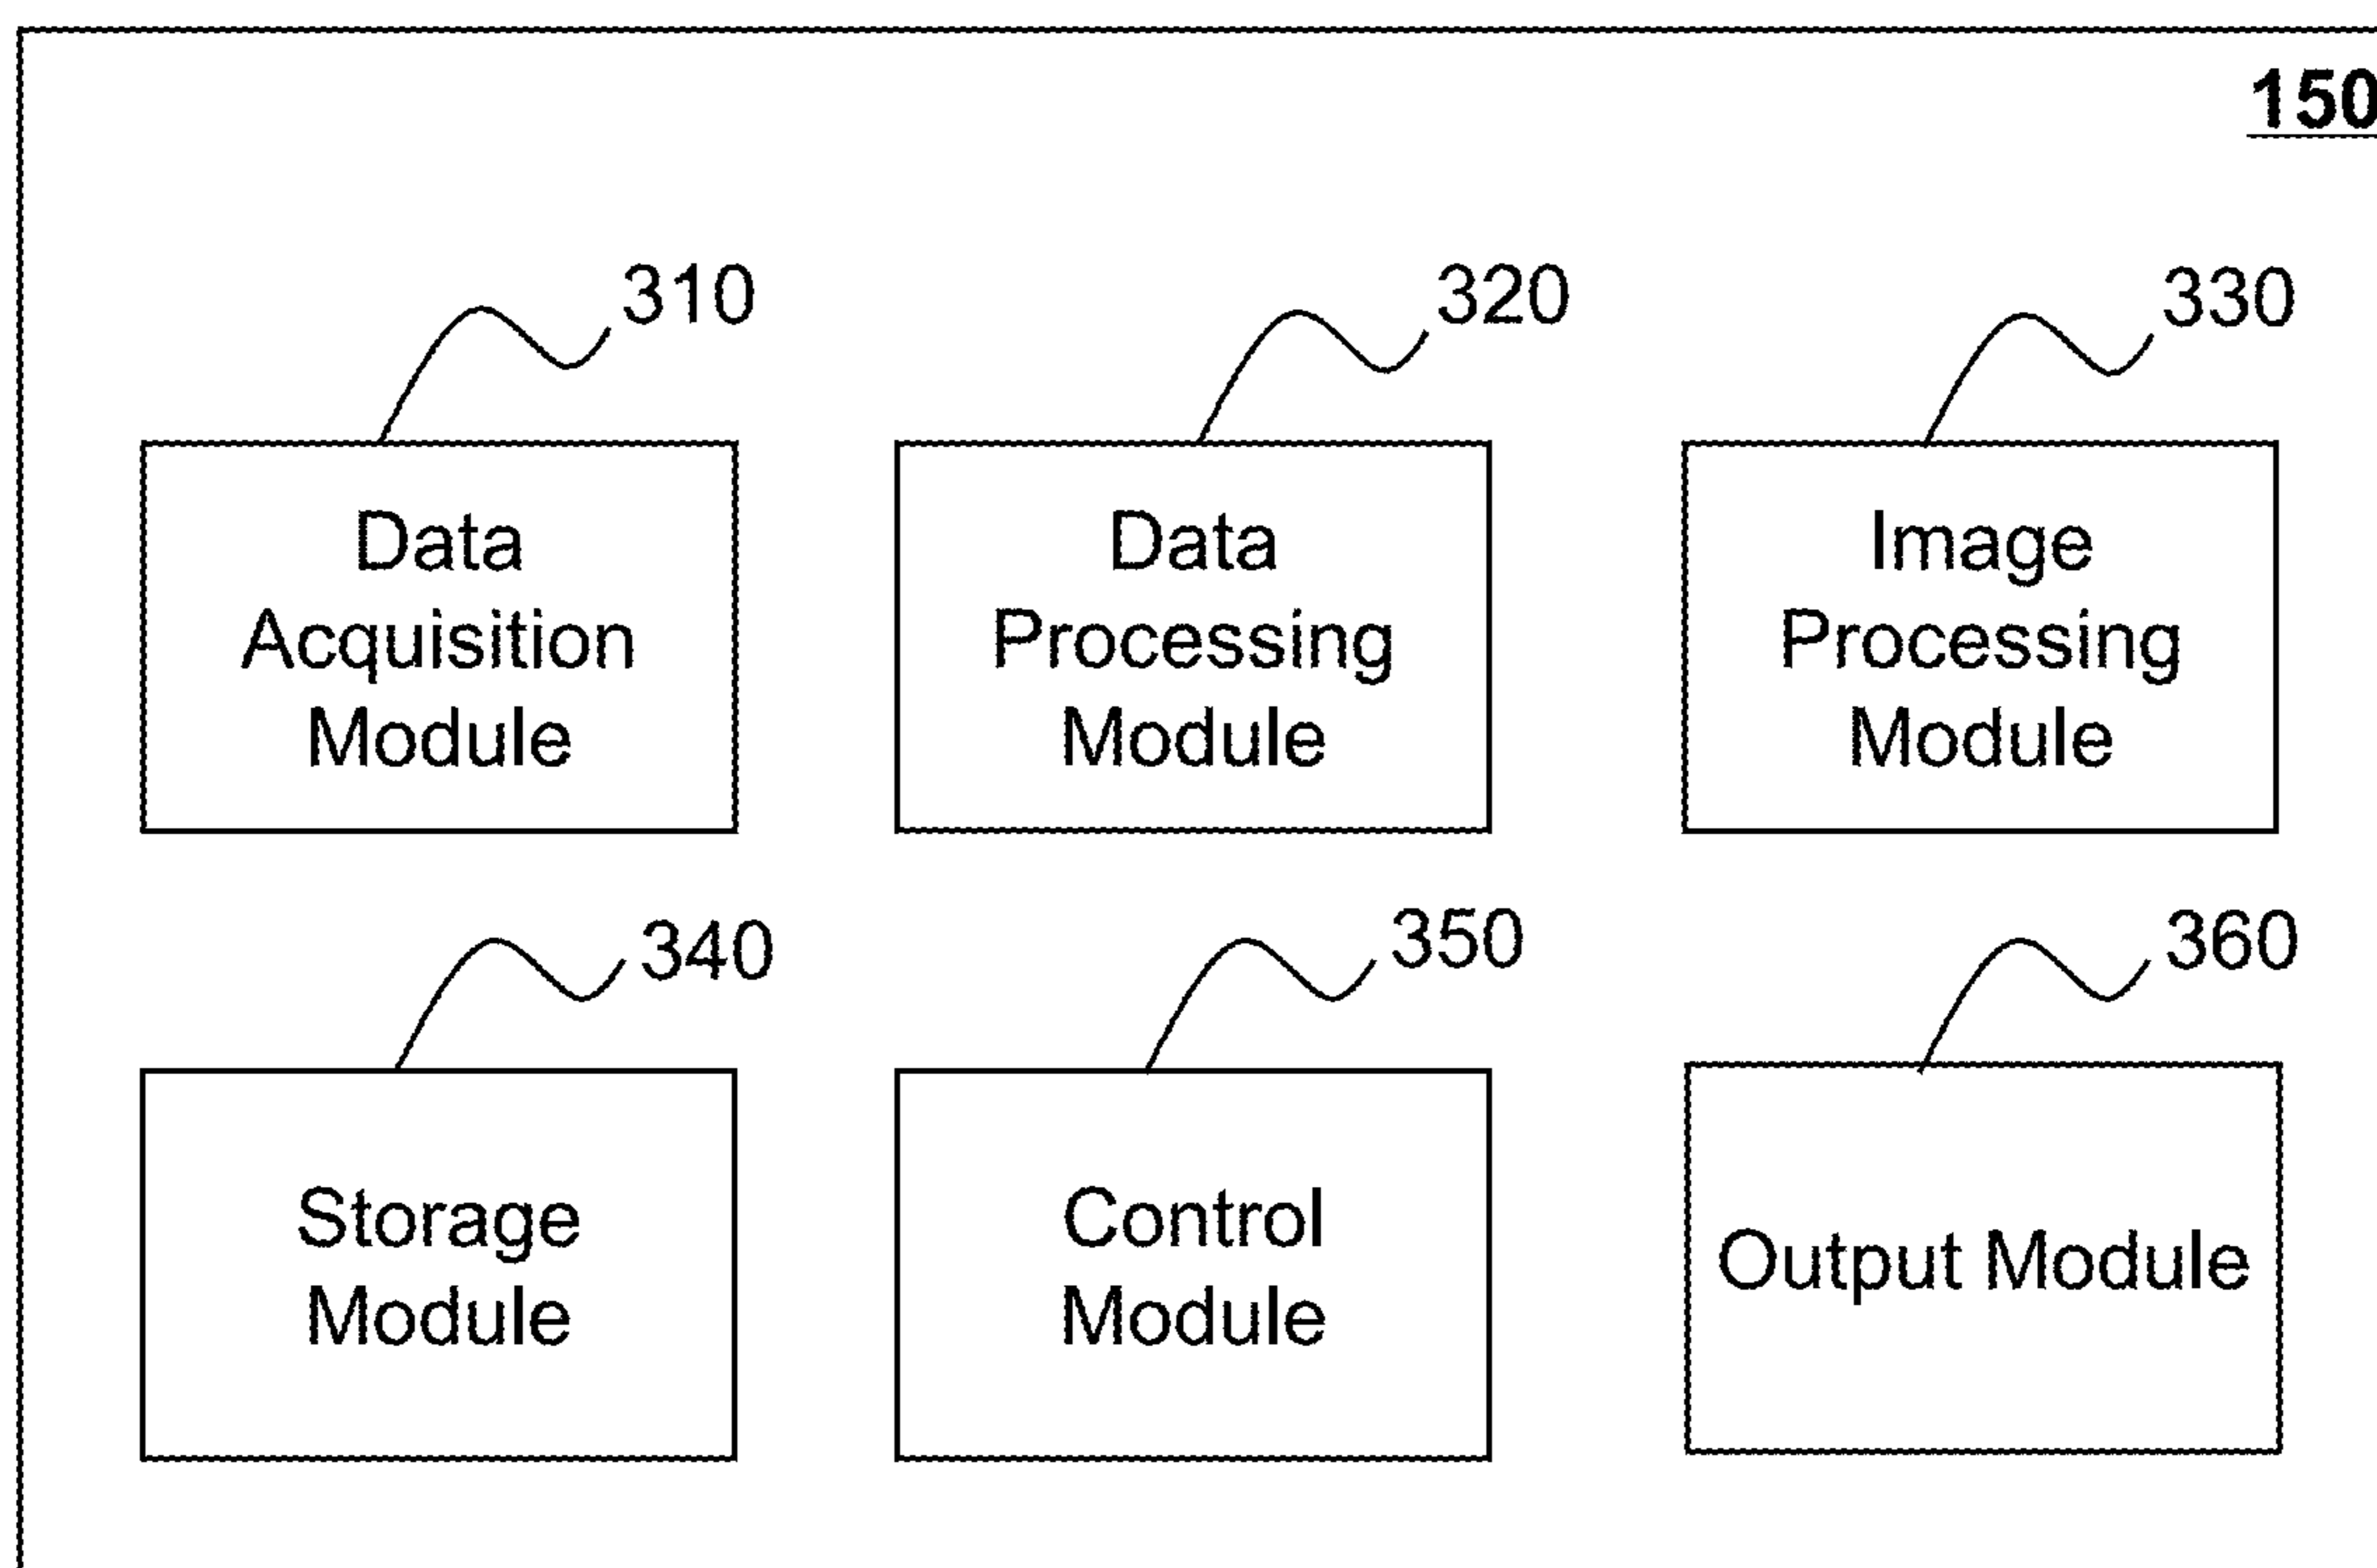 150
310
320
330
Data
Acquisition
Module
Data
Processing
Module
Image
Processing
Module
340
350
360
Storage
Module
Control
Module
Output Module